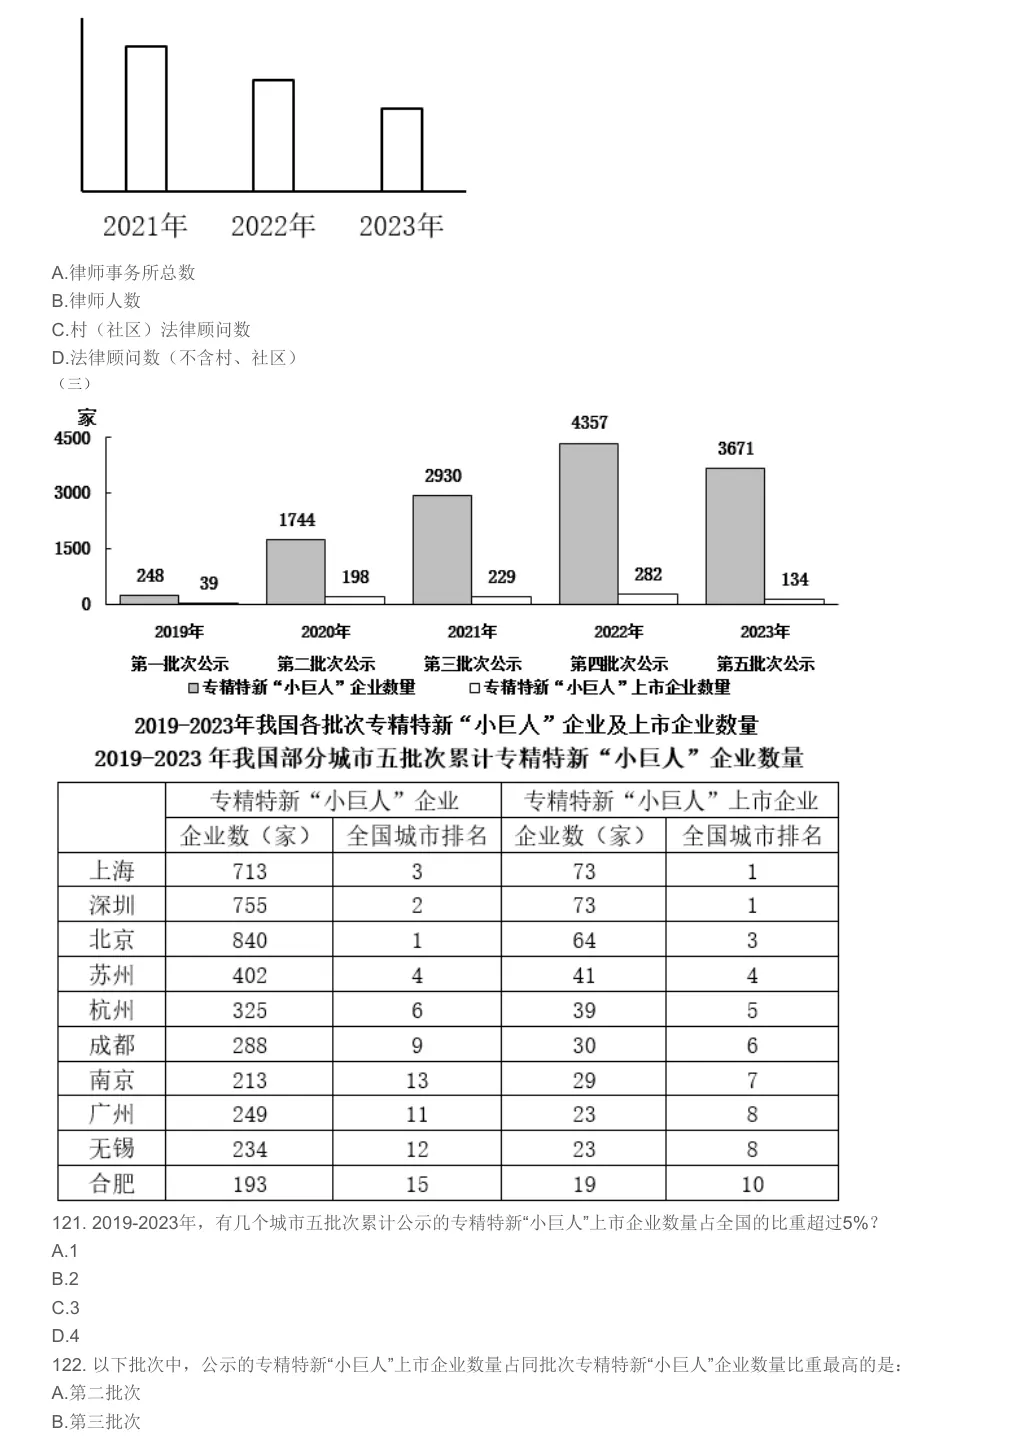 2021年 2022年 2023年
A.律师事务所总数
B.律师人数
C.村（社区）法律顾问数
D.法律顾问数（不含村、社区）
（三）
家
4500
3000
1500
0
248 39 1744 198 2930 229 4357 282 3671 134
2019年 2020年 2021年 2022年 2023年
第一批次公示 第二批次公示 第三批次公示 第四批次公示 第五批次公示
专精特新“小巨人”企业数量 专精特新“小巨人”上市企业数量
2019-2023年我国各批次专精特新“小巨人”企业及上市企业数量
2019-2023 年我国部分城市五批次累计专精特新“小巨人”企业数量
专精特新“小巨人”企业 专精特新“小巨人”上市企业
企业数（家） 全国城市排名 企业数（家） 全国城市排名
上海 713 3 73 1
深圳 755 2 73 1
北京 840 1 64 3
苏州 402 4 41 4
杭州 325 6 39 5
成都 288 9 30 6
南京 213 13 29 7
广州 249 11 23 8
无锡 234 12 23 8
合肥 193 15 19 10
121. 2019-2023年，有几个城市五批次累计公示的专精特新“小巨人”上市企业数量占全国的比重超过5%？
A.1
B.2
C.3
D.4
122. 以下批次中，公示的专精特新“小巨人”上市企业数量占同批次专精特新“小巨人”企业数量比重最高的是：
A.第二批次
B.第三批次